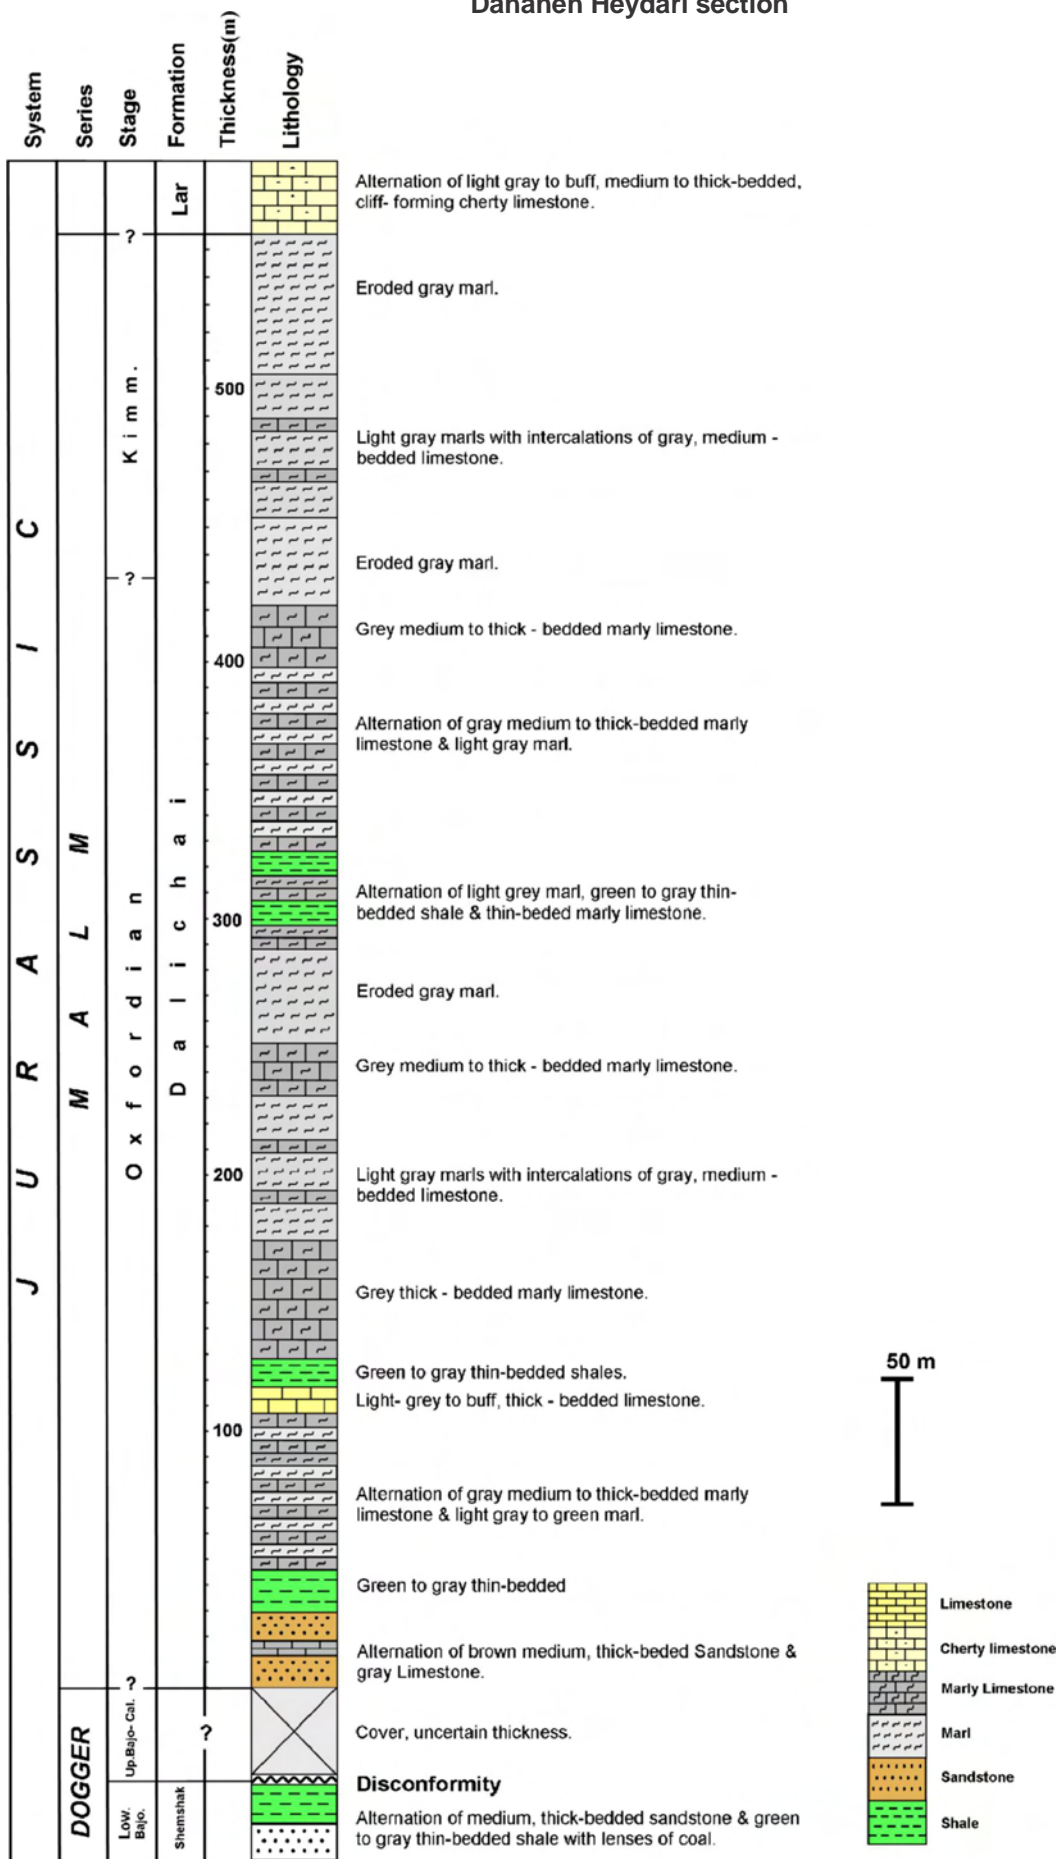 Dahaneh Heydari section
System
Series
Stage
Formation
Thickness(m)
Lithology
Lar
Alternation of light gray to buff, medium to thick-bedded,
cliff- forming cherty limestone.
?
Eroded gray marl.
500
Kimm.
Light gray marls with intercalations of gray, medium -
bedded limestone.
Eroded gray marl.
?
Grey medium to thick - bedded marly limestone.
400
Alternation of gray medium to thick-bedded marly
limestone & light gray marl.
JURASSIC
MALM
Oxfordian
Dalichai
Alternation of light grey marl, green to gray thin-
bedded shale & thin-beded marly limestone.
300
Eroded gray marl.
Grey medium to thick - bedded marly limestone.
200
Light gray marls with intercalations of gray, medium -
bedded limestone.
Grey thick - bedded marly limestone.
50 m
Green to gray thin-bedded shales.
Light- grey to buff, thick - bedded limestone.
100
Alternation of gray medium to thick-bedded marly
limestone & light gray to green marl.
Green to gray thin-bedded
Alternation of brown medium, thick-beded Sandstone &
gray Limestone.
?
DOGGER
Up.Bajo- Cal.
?
Cover, uncertain thickness.
Disconformity
Low.
Bajo.
Shemshak
Alternation of medium, thick-bedded sandstone & green
to gray thin-bedded shale with lenses of coal.
Limestone
Cherty limestone
Marly Limestone
Marl
Sandstone
Shale